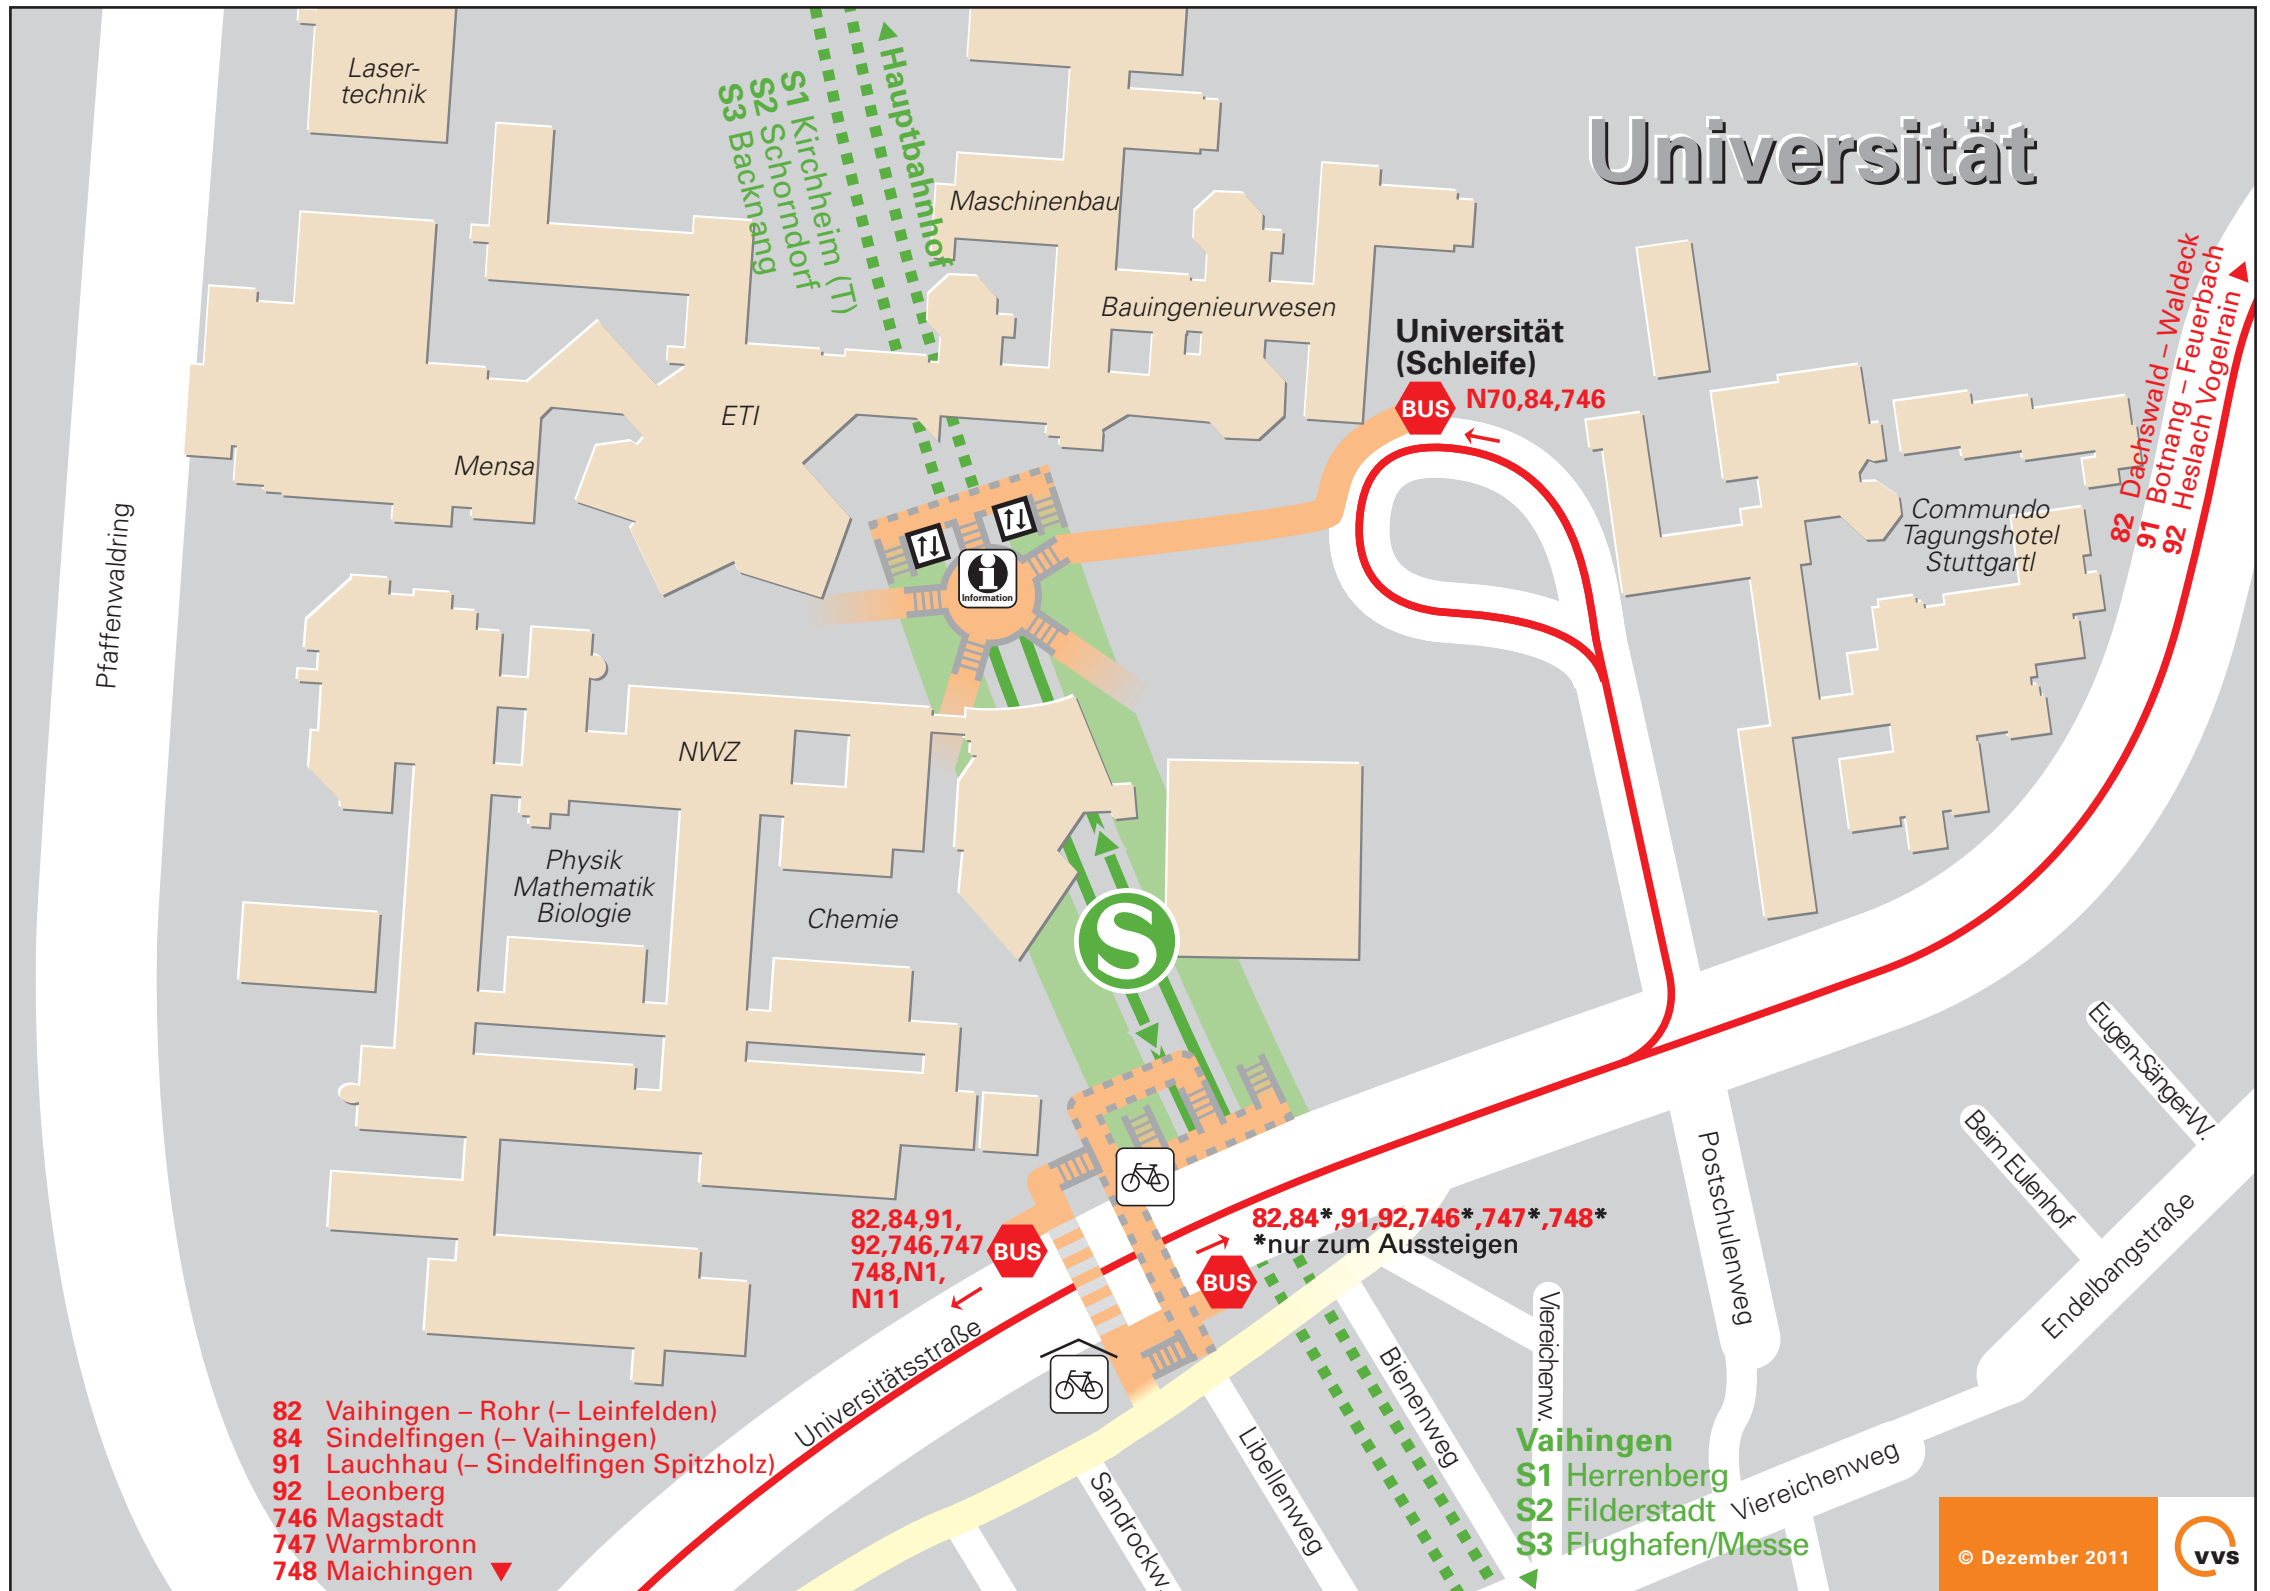 Laser-
technik
Hauptbahnhof
S1 Kirchheim (T)
S2 Schorndorf
S3 Backnang
Universität
Maschinenbau
Bauingenieurwesen
Universität
(Schleife)
BUS
N70,84,746
82 Dachswald – Waldeck
91 Botnang – Feuerbach
92 Heslach Vogelrain
ETI
Mensa
Commundo
Tagungshotel
Stuttgartl
Pfaffenwaldring
i
Information
NWZ
Physik
Mathematik
Biologie
Chemie
S
Eugen-Sänger-W.
Beim Eulenhof
Endelbangstraße
Postschulenweg
82,84,91,
92,746,747
748,N1,
N11
BUS
82,84*,91,92,746*,747*,748*
*nur zum Aussteigen
BUS
Universitätsstraße
Viereichenw.
Bienenweg
Libellenweg
Sandrockw.
Viereichenweg
82 Vaihingen – Rohr (– Leinfelden)
84 Sindelfingen (– Vaihingen)
91 Lauchhau (– Sindelfingen Spitzholz)
92 Leonberg
746 Magstadt
747 Warmbronn
748 Maichingen
Vaihingen
S1 Herrenberg
S2 Filderstadt
S3 Flughafen/Messe
© Dezember 2011
vvs